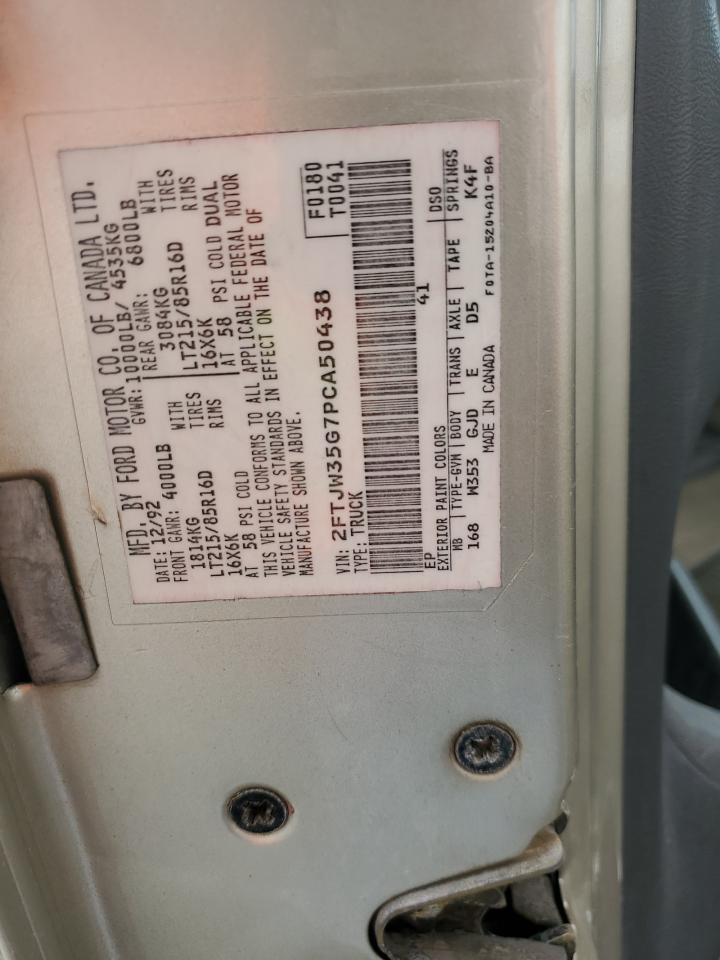 MFD. BY FORD MOTOR CO. OF CANADA LTD.
DATE: 12/92 GVWR: 10000LB/ 4535KG
FRONT GAWR: 4000LB REAR GAWR: 6800LB
1814KG WITH 3084KG WITH
LT215/85R16D TIRES LT215/85R16D TIRES
16X6K RIMS 16X6K RIMS
AT 58 PSI COLD AT 58 PSI COLD DUAL
THIS VEHICLE CONFORMS TO ALL APPLICABLE FEDERAL MOTOR
VEHICLE SAFETY STANDARDS IN EFFECT ON THE DATE OF
MANUFACTURE SHOWN ABOVE.
F0180
T0041
VIN: 2FTJW35G7PCA50438
TYPE: TRUCK
EP 41
EXTERIOR PAINT COLORS DSO
MB TYPE-GVM BODY TRANS AXLE TAPE SPRINGS
168 W353 GJD E D5 K4F
MADE IN CANADA F0TA-15204A10-BA